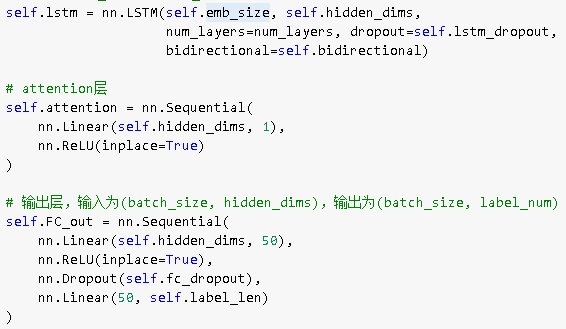 self.lstm = nn.LSTM(self.emb_size, self.hidden_dims,
num_layers=num_layers, dropout=self.lstm_dropout,
bidirectional=self.bidirectional)
# attention层
self.attention = nn.Sequential(
nn.Linear(self.hidden_dims, 1),
nn.ReLU(inplace=True)
)
# 输出层，输入为(batch_size, hidden_dims)，输出为(batch_size, label_num)
self.FC_out = nn.Sequential(
nn.Linear(self.hidden_dims, 50),
nn.ReLU(inplace=True),
nn.Dropout(self.fc_dropout),
nn.Linear(50, self.label_len)
)